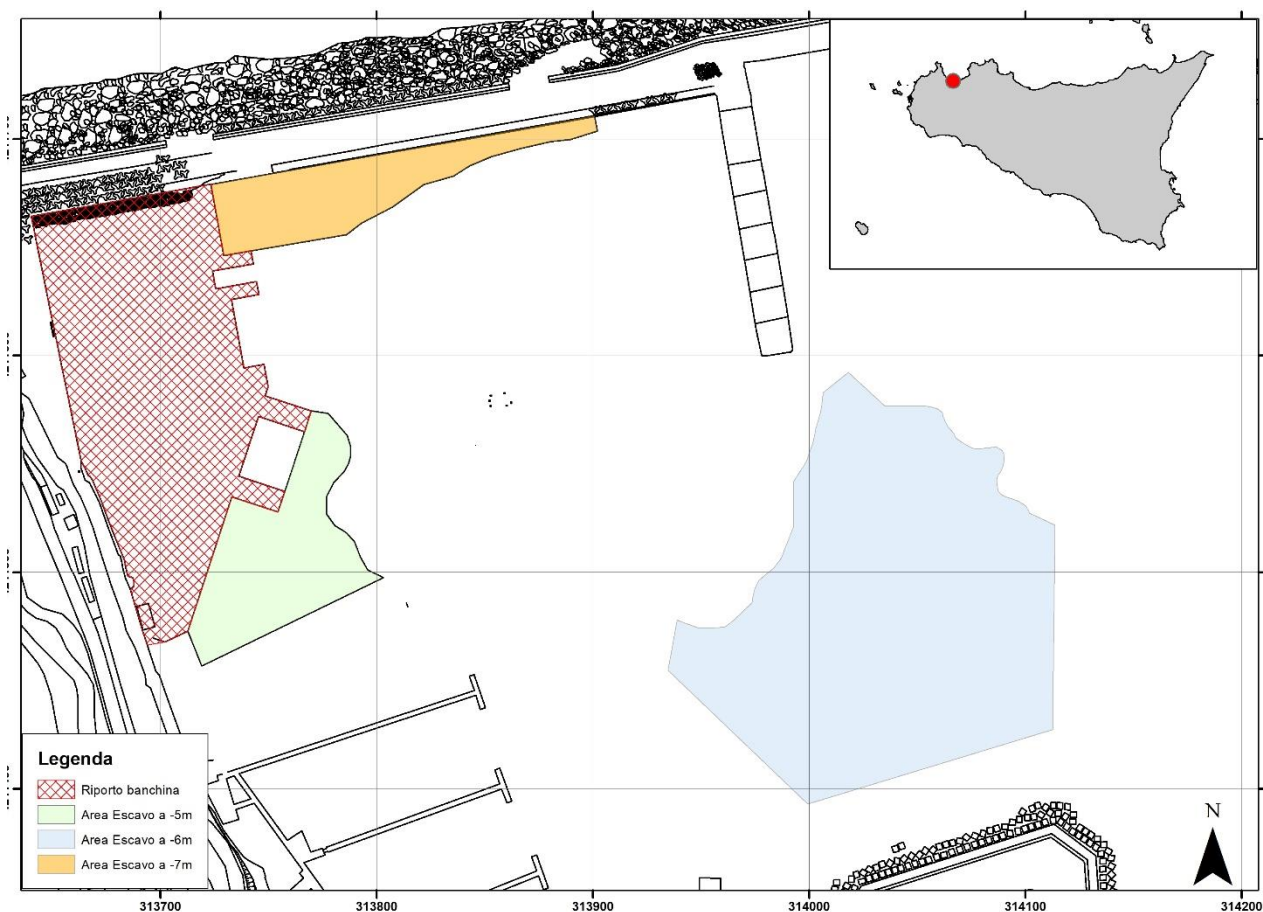 N
Legenda
Riporto banchina
Area Escavo a -5m
Area Escavo a -6m
Area Escavo a -7m
313700 313800 313900 314000 314100 314200